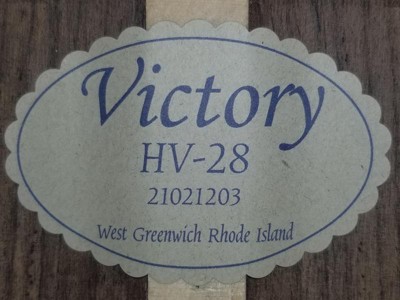 Victory
HV-28
21021203
West Greenwich Rhode Island